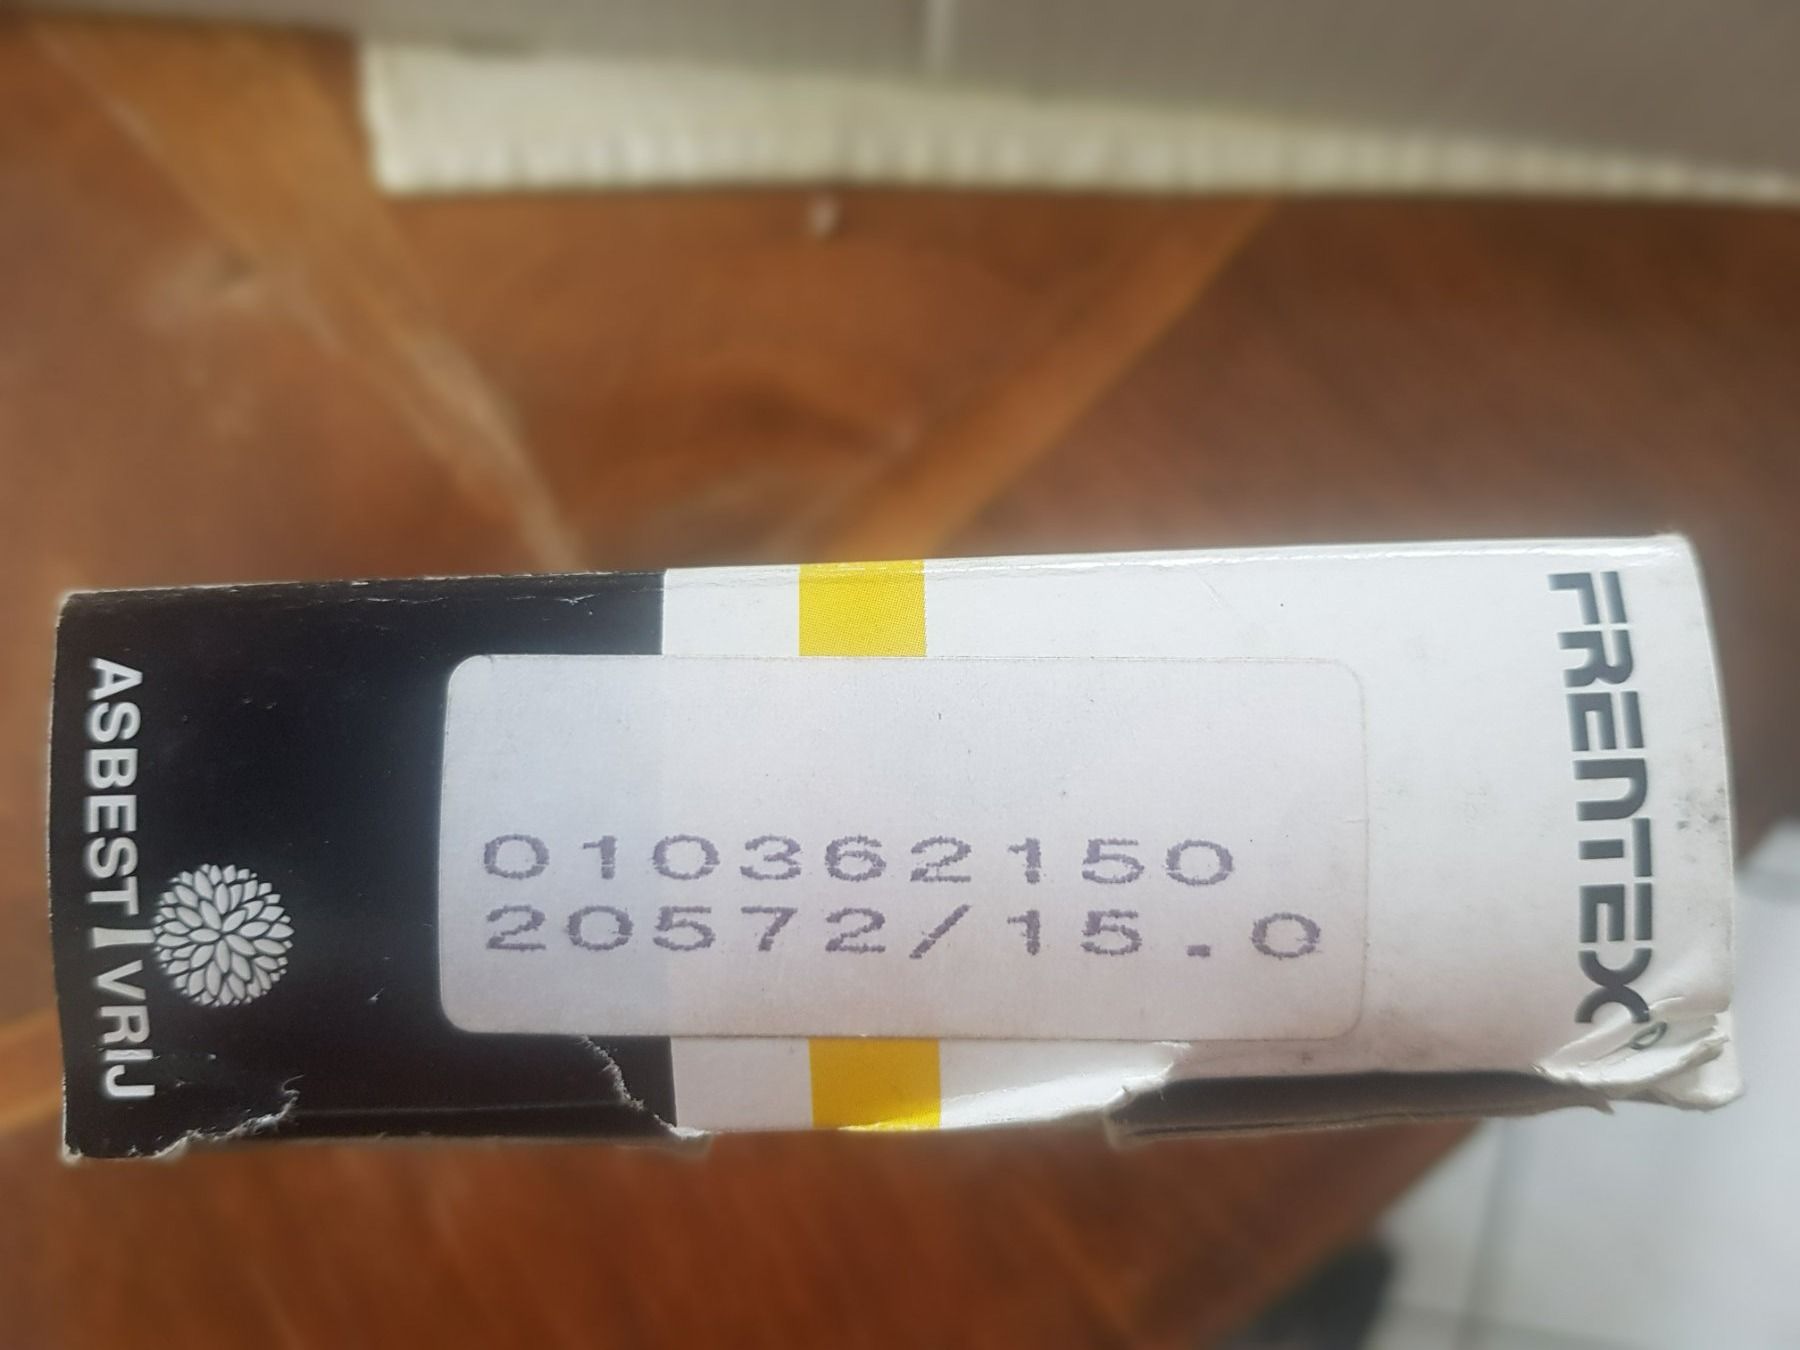 ASBEST VRIJ
010362150
20572/15.0
FRENTEX